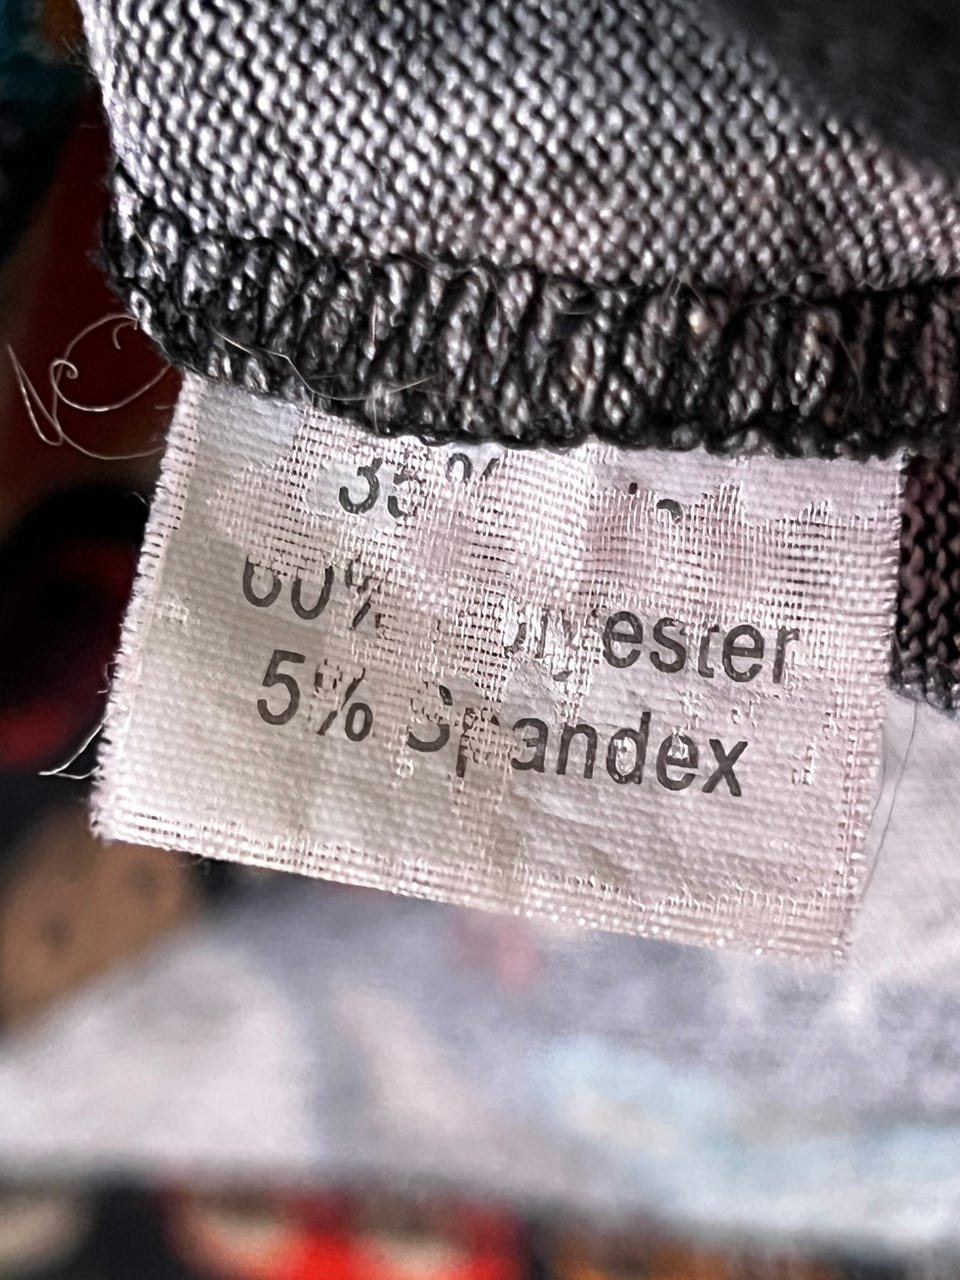 35%
60% Polyester
5% Spandex